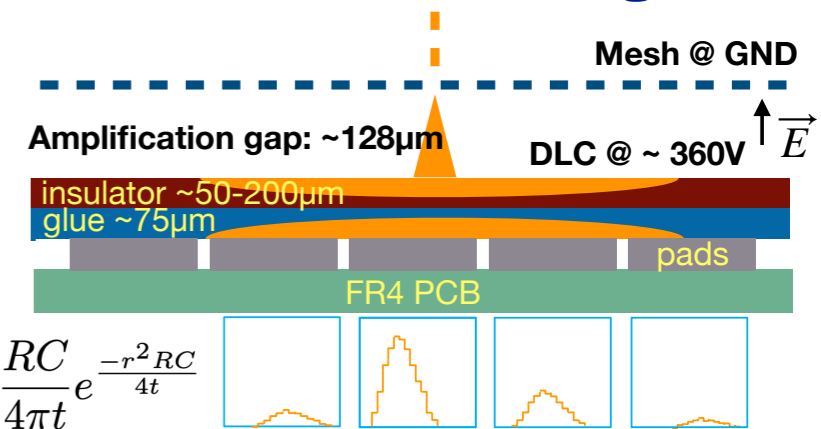 Mesh @ GND
Amplification gap: ~128μm
DLC @ ~ 360V
E
insulator ~50-200μm
glue ~75μm
pads
FR4 PCB
RC/4πt e^(-r²RC/4t)